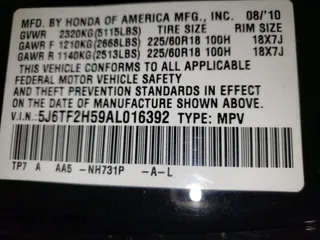 MFD. BY HONDA OF AMERICA MFG., INC. 08/'10
GVWR 2320KG(5115LBS) TIRE SIZE RIM SIZE
GAWR F 1210KG(2668LBS) 225/60R18 100H 18X7J
GAWR R 1140KG(2513LBS) 225/60R18 100H 18X7J
THIS VEHICLE CONFORMS TO ALL APPLICABLE
FEDERAL MOTOR VEHICLE SAFETY
AND THEFT PREVENTION STANDARDS IN EFFECT
ON THE DATE OF MANUFACTURE SHOWN ABOVE.
V.I.N.: 5J6TF2H59AL016392 TYPE: MPV
TP7 A AA5 -NH731P -A-L